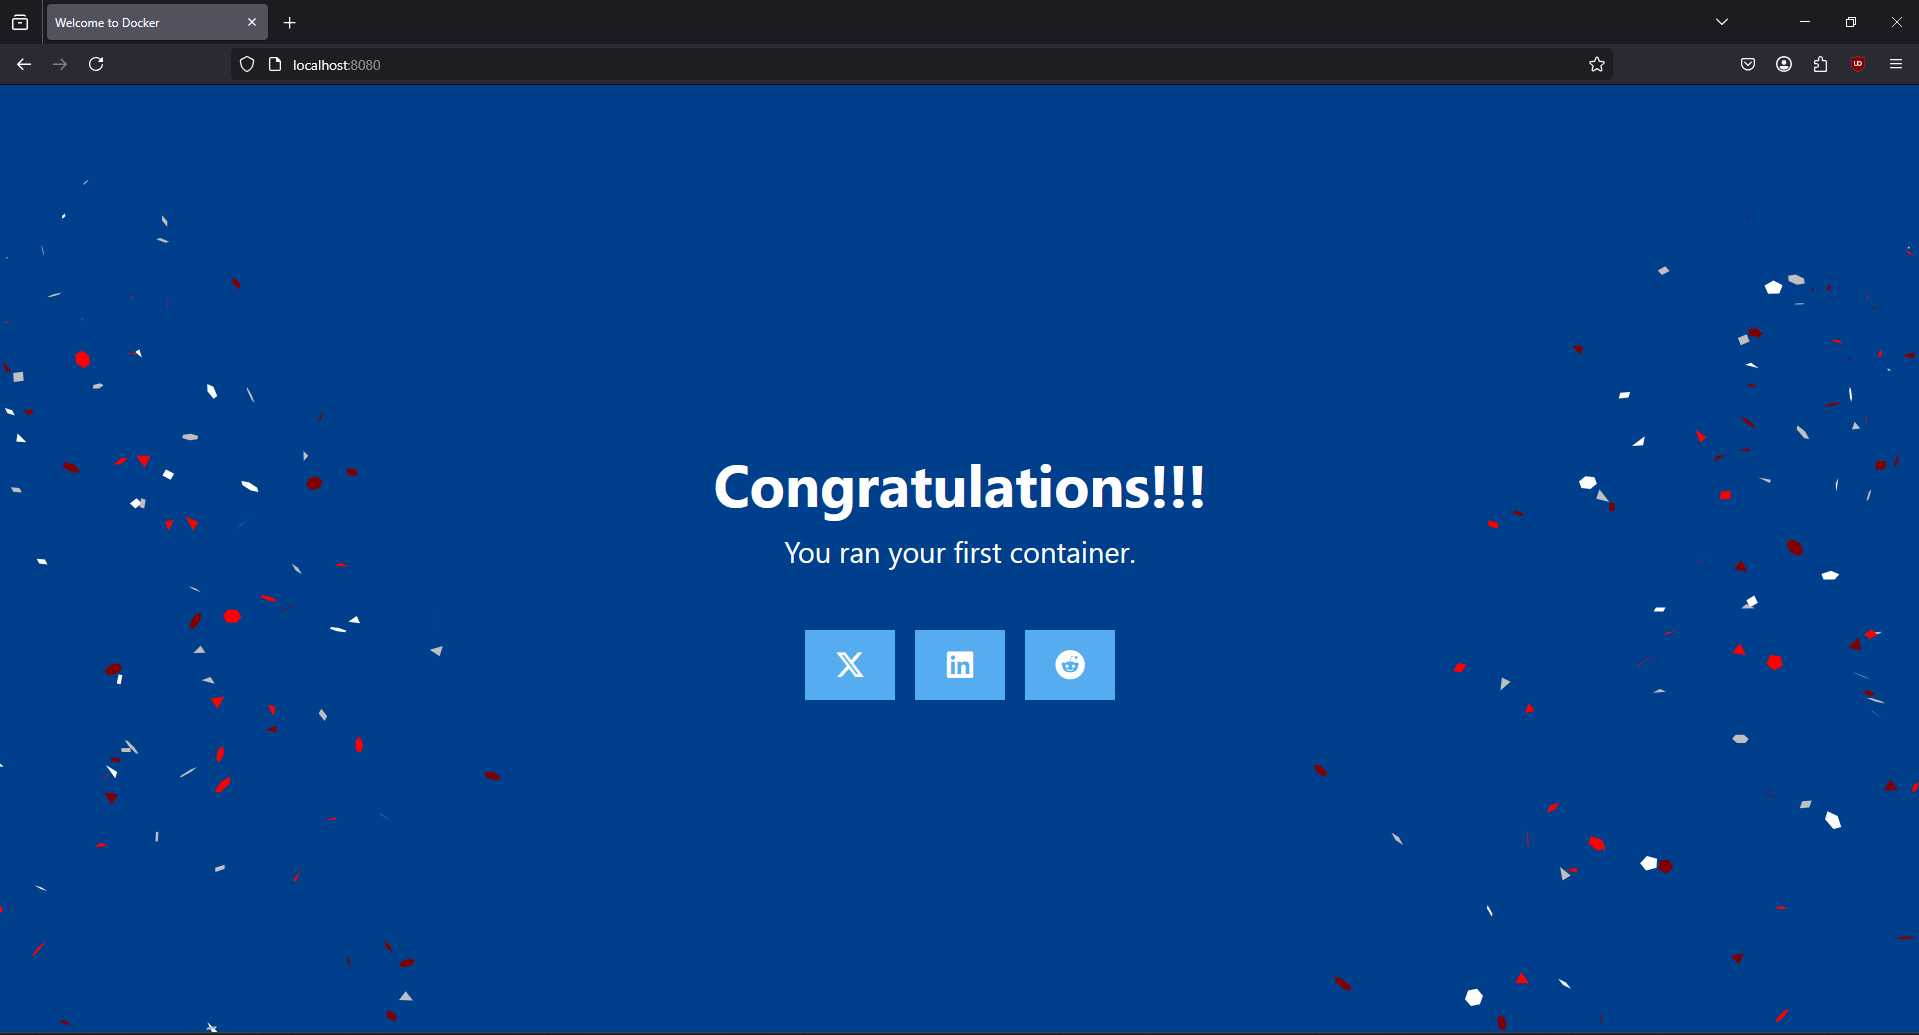 Welcome to Docker
localhost:8080
Congratulations!!!
You ran your first container.